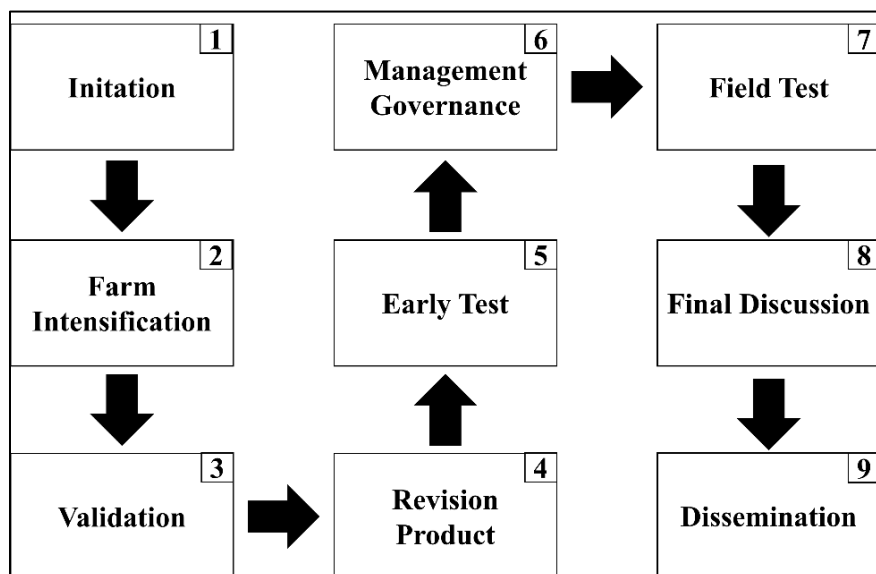 1
Initation
2
Farm
Intensification
3
Validation
4
Revision
Product
5
Early Test
6
Management
Governance
7
Field Test
8
Final Discussion
9
Dissemination